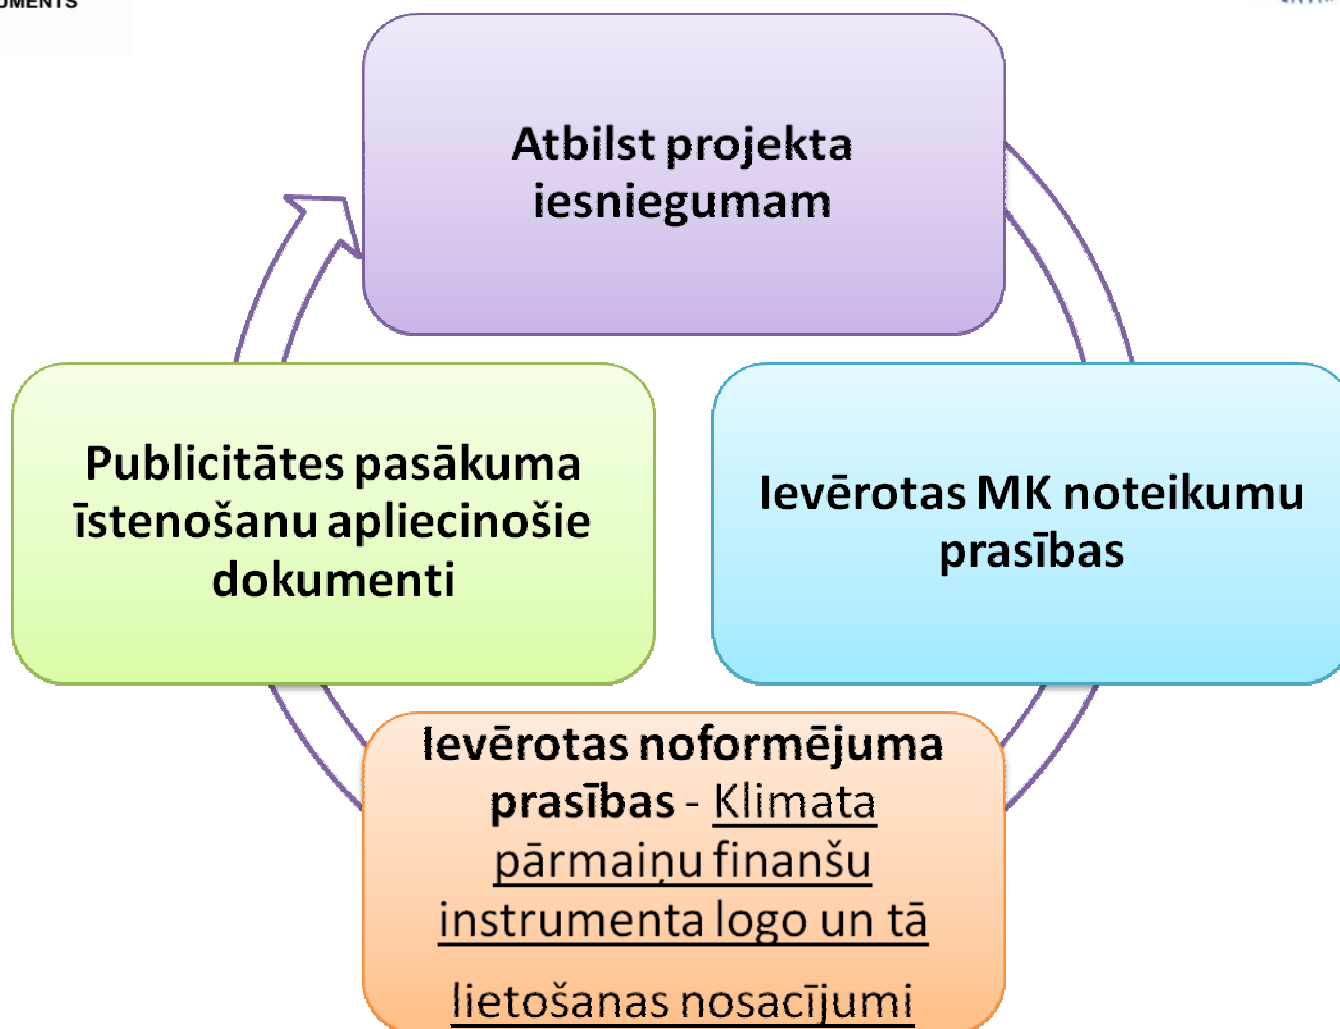 Atbilst projekta
iesniegumam
Publicitātes pasākuma
īstenošanu apliecinošie
dokumenti
Ievērotas MK noteikumu
prasības
Ievērotas noformējuma
prasības - Klimata
pārmaiņu finanšu
instrumenta logo un tā
lietošanas nosacījumi